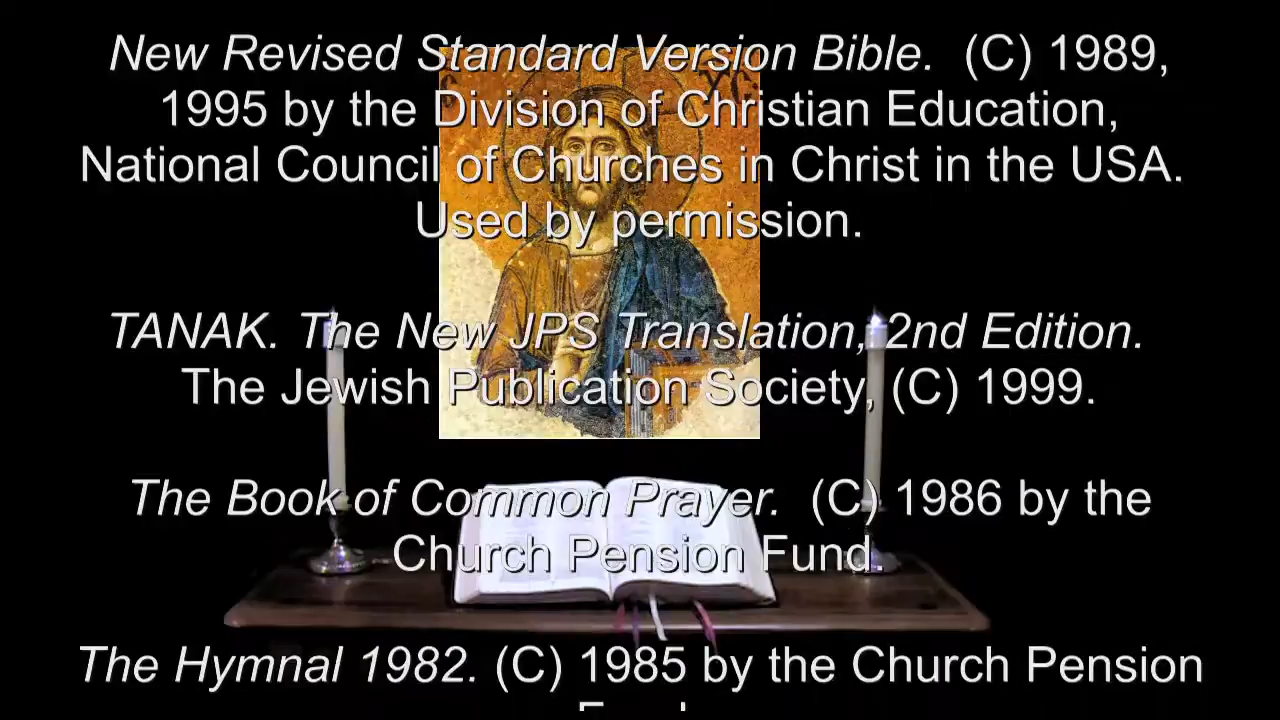 New Revised Standard Version Bible. (C) 1989,
1995 by the Division of Christian Education,
National Council of Churches in Christ in the USA.
Used by permission.
TANAK. The New JPS Translation, 2nd Edition.
The Jewish Publication Society, (C) 1999.
The Book of Common Prayer. (C) 1986 by the
Church Pension Fund.
The Hymnal 1982. (C) 1985 by the Church Pension